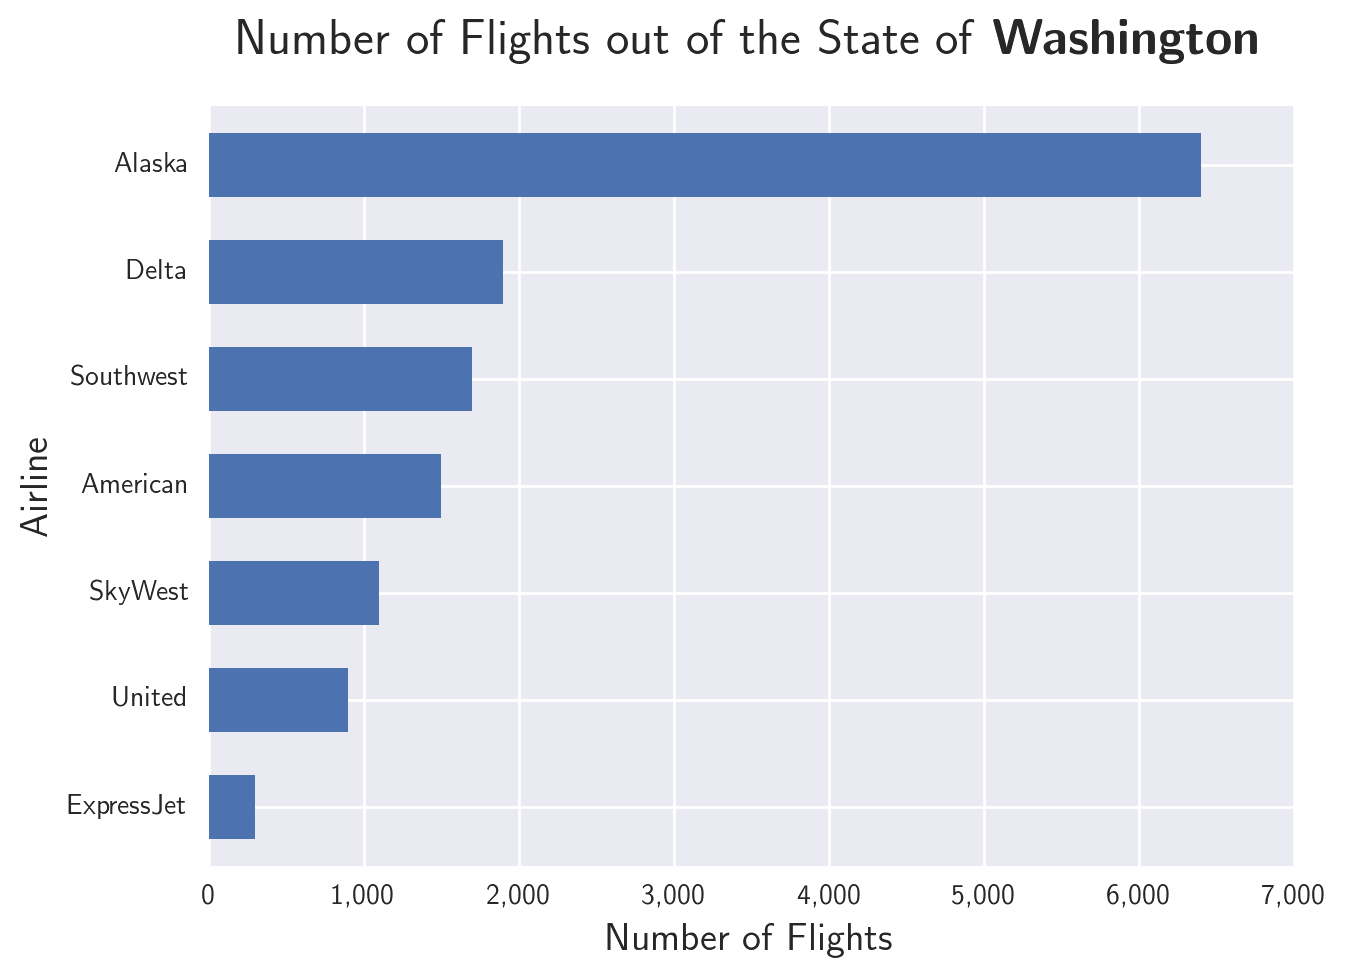 Number of Flights out of the State of Washington
Alaska
Delta
Southwest
American
SkyWest
United
ExpressJet
Airline
0 1,000 2,000 3,000 4,000 5,000 6,000 7,000
Number of Flights